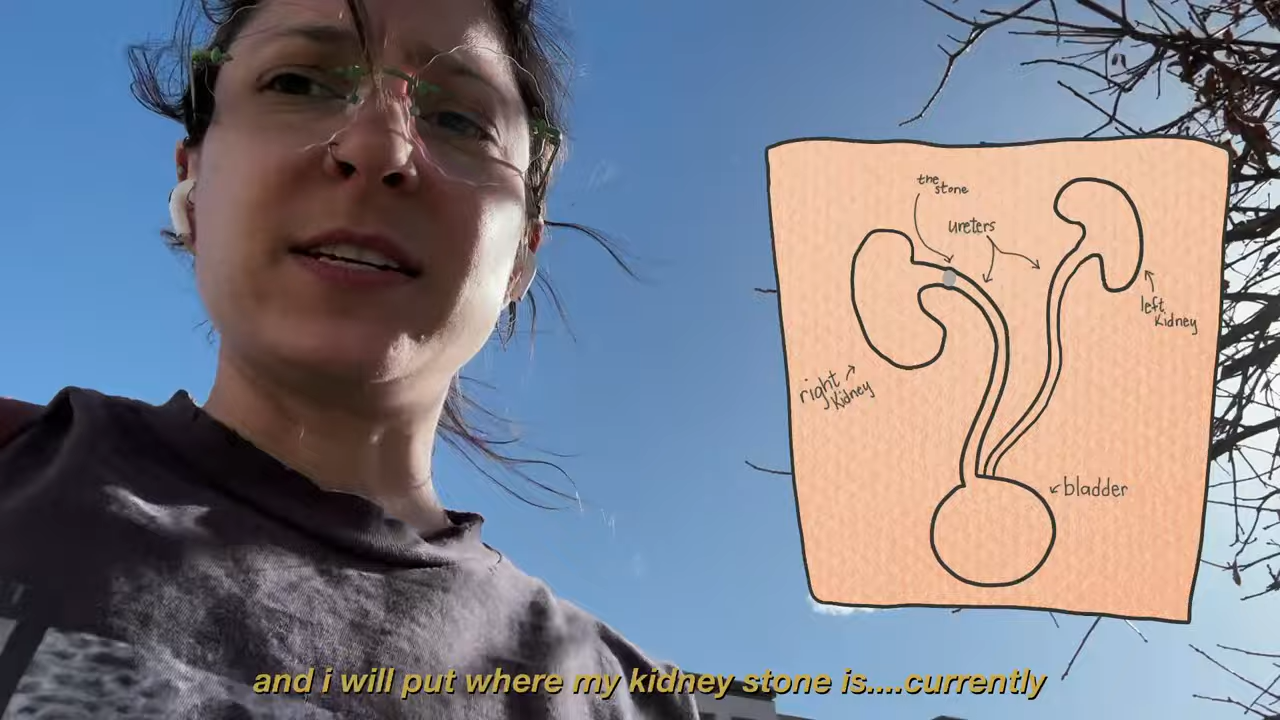 the
stone
ureters
left
kidney
right
kidney
bladder
and i will put where my kidney stone is....currently